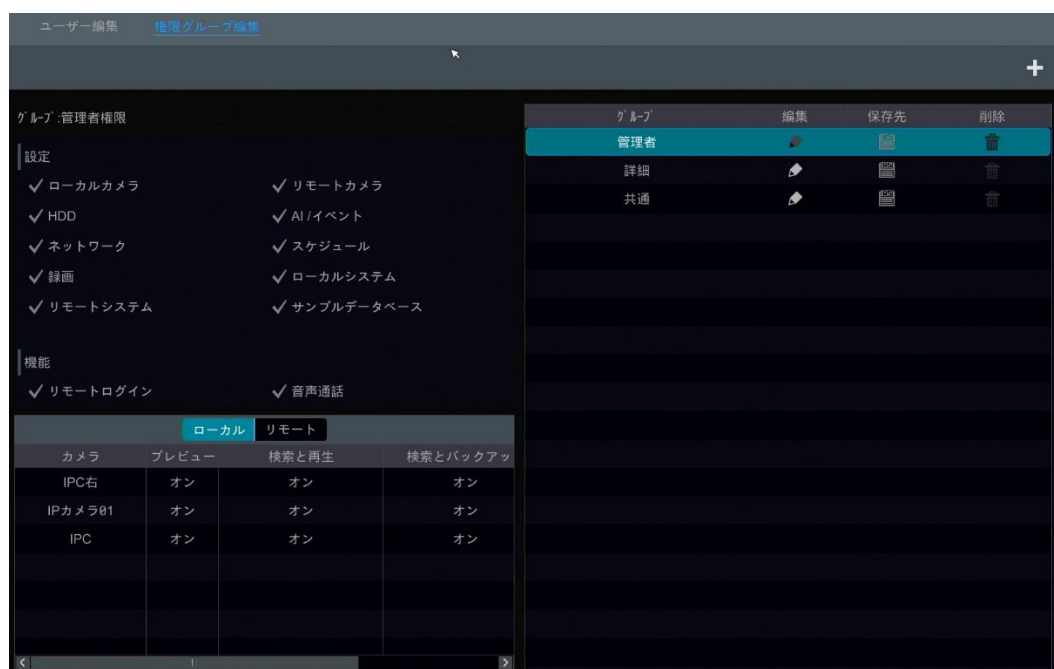 ユーザー編集 権限グループ編集
ｸﾞﾙｰﾌﾟ:管理者権限
設定
ローカルカメラ リモートカメラ
HDD AI /イベント
ネットワーク スケジュール
録画 ローカルシステム
リモートシステム サンプルデータベース
機能
リモートログイン 音声通話
ローカル リモート
カメラ プレビュー 検索と再生 検索とバックアッ
IPC右 オン オン オン
IPカメラ01 オン オン オン
IPC オン オン オン
ｸﾞﾙｰﾌﾟ 編集 保存先 削除
管理者
詳細
共通